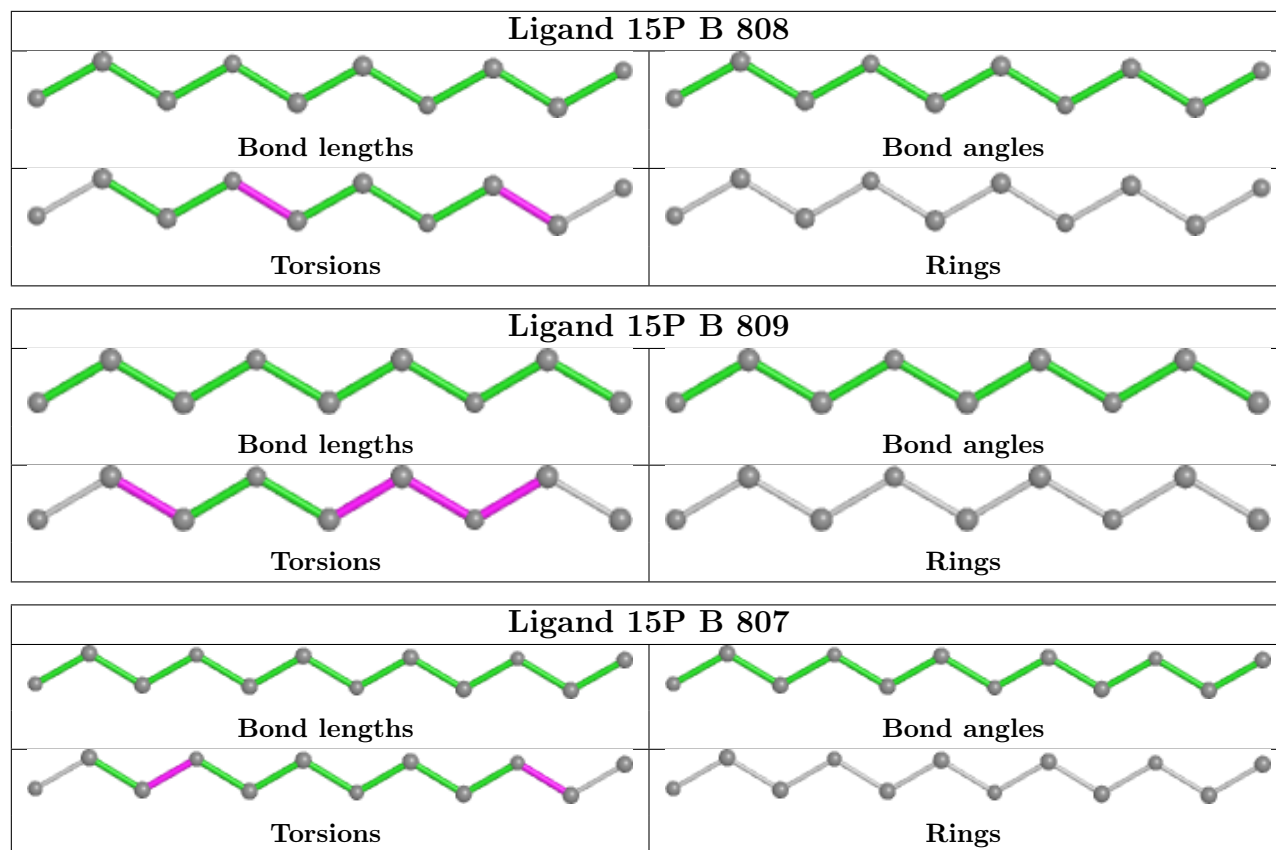 Ligand 15P B 808
Bond lengths
Bond angles
Torsions
Rings
Ligand 15P B 809
Bond lengths
Bond angles
Torsions
Rings
Ligand 15P B 807
Bond lengths
Bond angles
Torsions
Rings